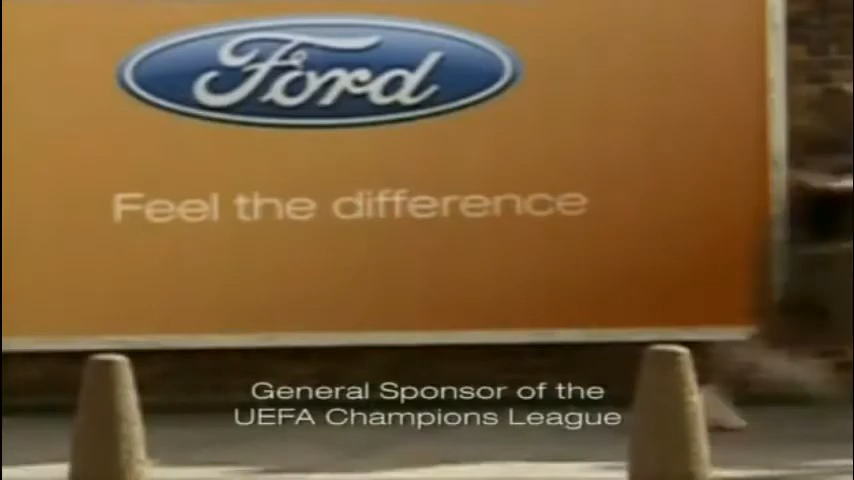 Ford
Feel the difference
General Sponsor of the
UEFA Champions League